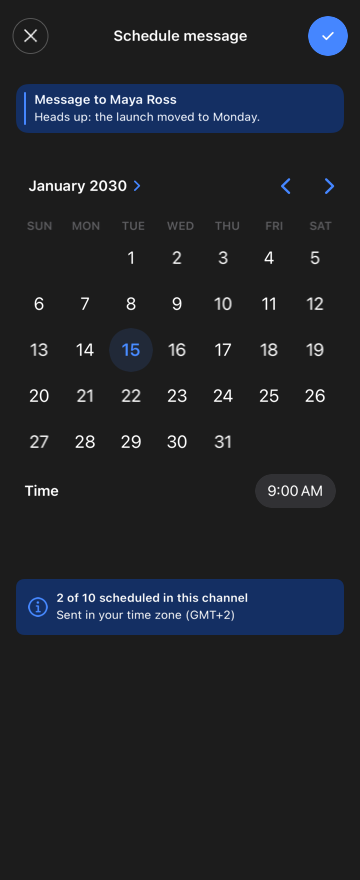 Schedule message
Message to Maya Ross
Heads up: the launch moved to Monday.
January 2030
SUN MON TUE WED THU FRI SAT
1 2 3 4 5
6 7 8 9 10 11 12
13 14 15 16 17 18 19
20 21 22 23 24 25 26
27 28 29 30 31
Time 9:00 AM
2 of 10 scheduled in this channel
Sent in your time zone (GMT+2)